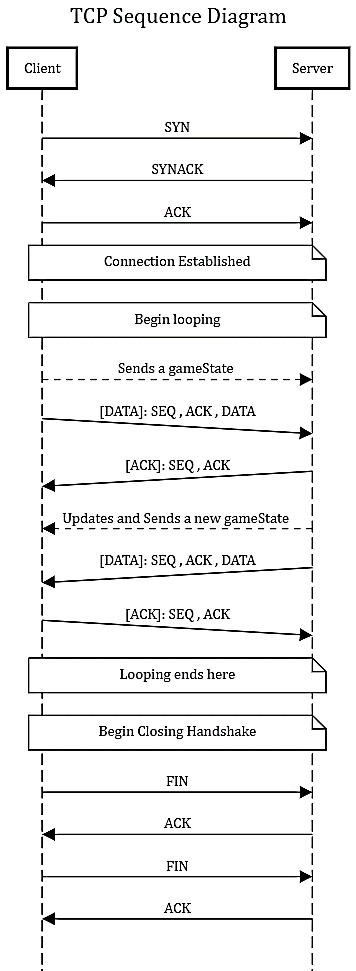 TCP Sequence Diagram
Client
Server
SYN
SYNACK
ACK
Connection Established
Begin looping
Sends a gameState
[DATA]: SEQ , ACK , DATA
[ACK]: SEQ , ACK
Updates and Sends a new gameState
[DATA]: SEQ , ACK , DATA
[ACK]: SEQ , ACK
Looping ends here
Begin Closing Handshake
FIN
ACK
FIN
ACK